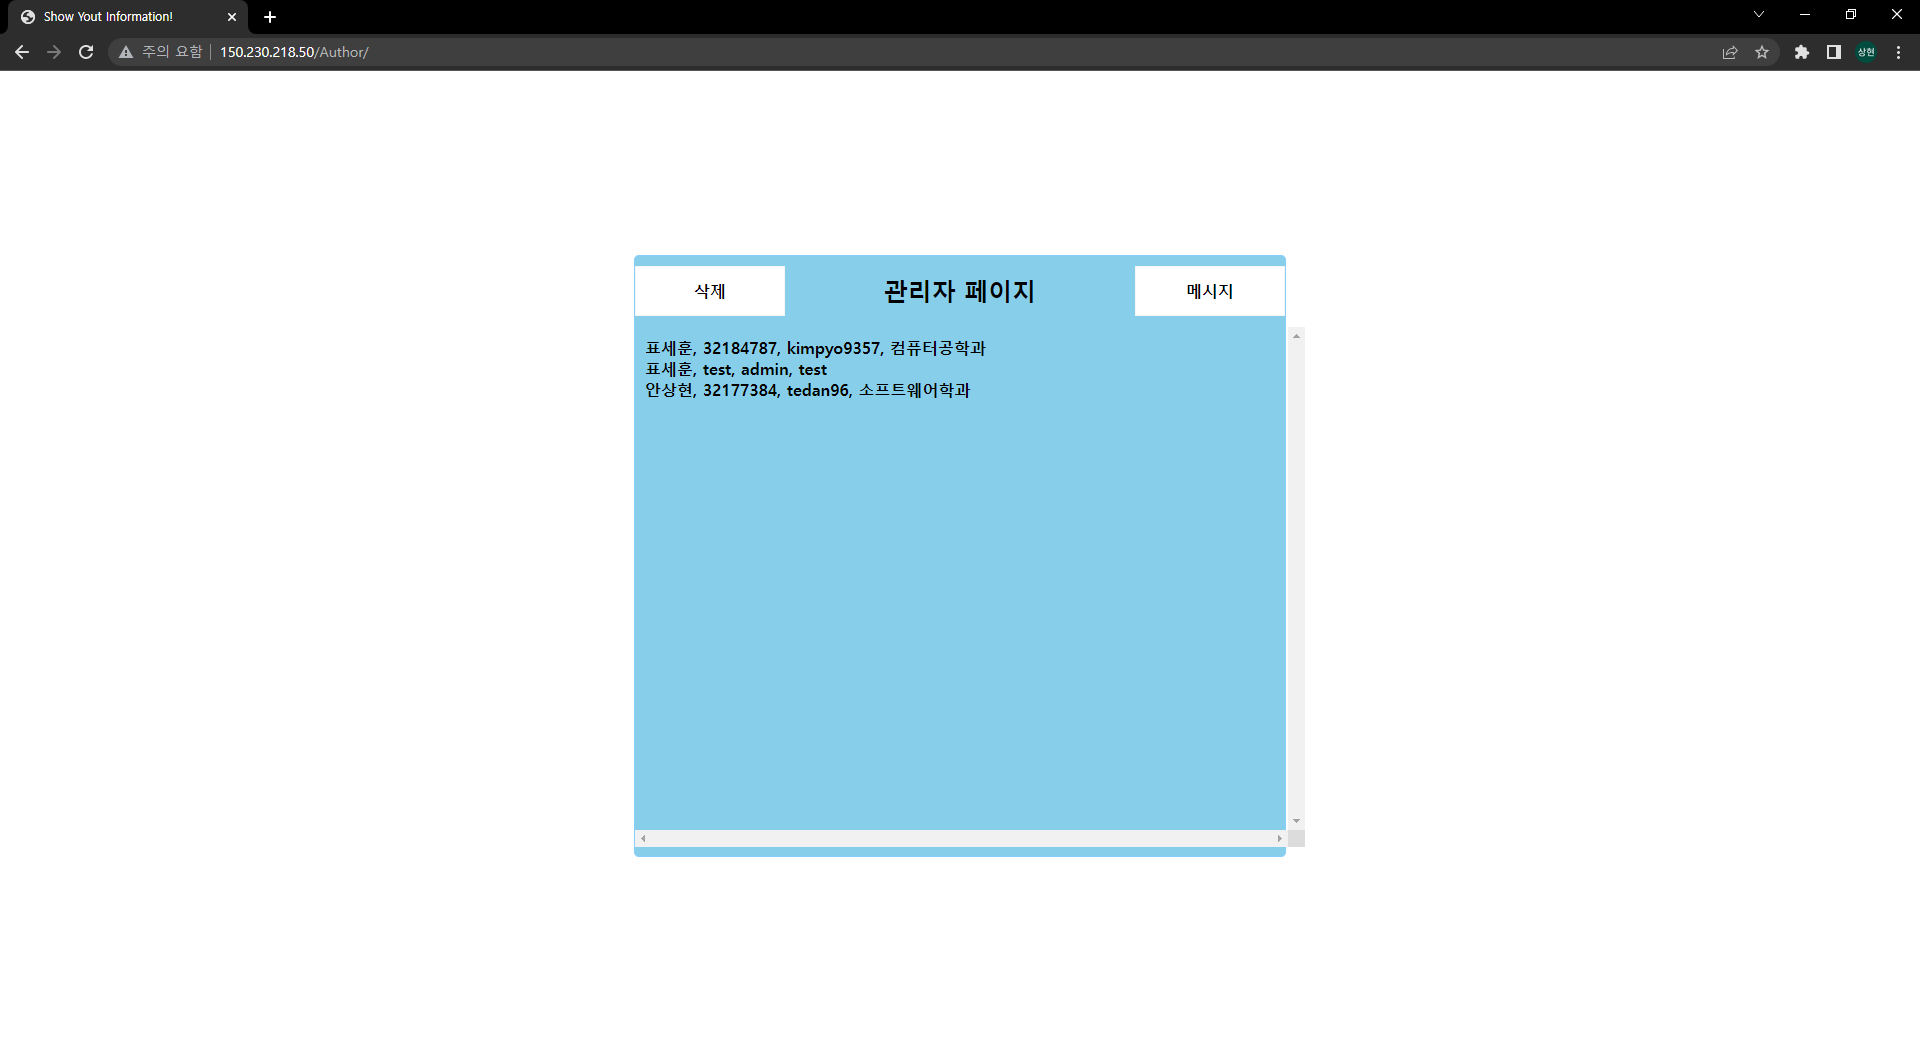 Show Yout Information!
주의 요함 150.230.218.50/Author/
상현
삭제
관리자 페이지
메시지
표세훈, 32184787, kimpyo9357, 컴퓨터공학과
표세훈, test, admin, test
안상현, 32177384, tedan96, 소프트웨어학과